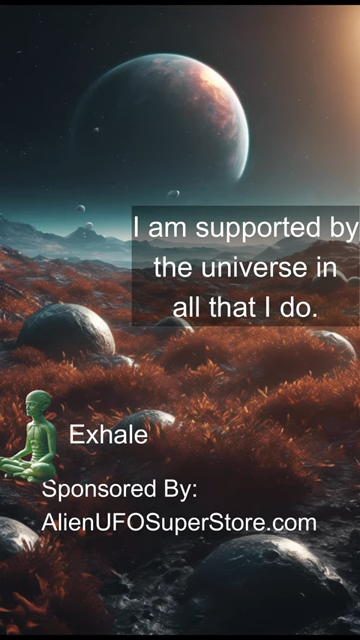 I am supported by
the universe in
all that I do.
Exhale
Sponsored By:
AlienUFOSuperStore.com